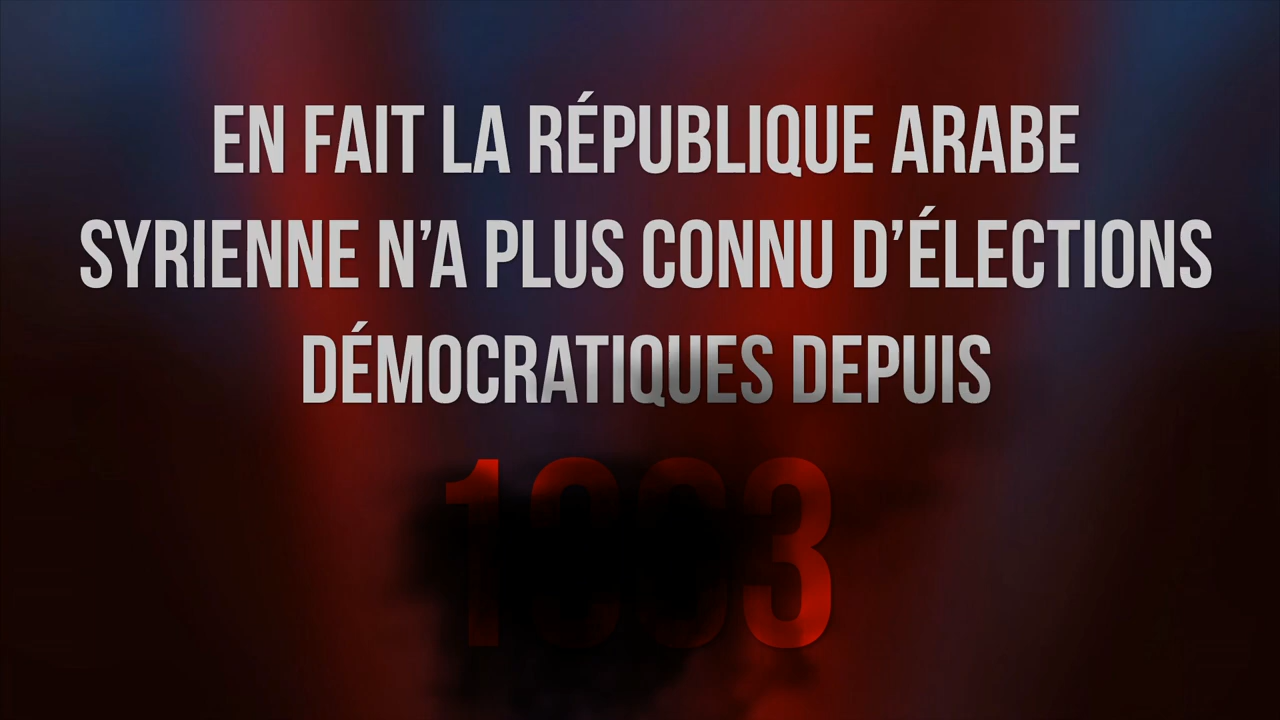 EN FAIT LA RÉPUBLIQUE ARABE
SYRIENNE N’A PLUS CONNU D’ÉLECTIONS
DÉMOCRATIQUES DEPUIS